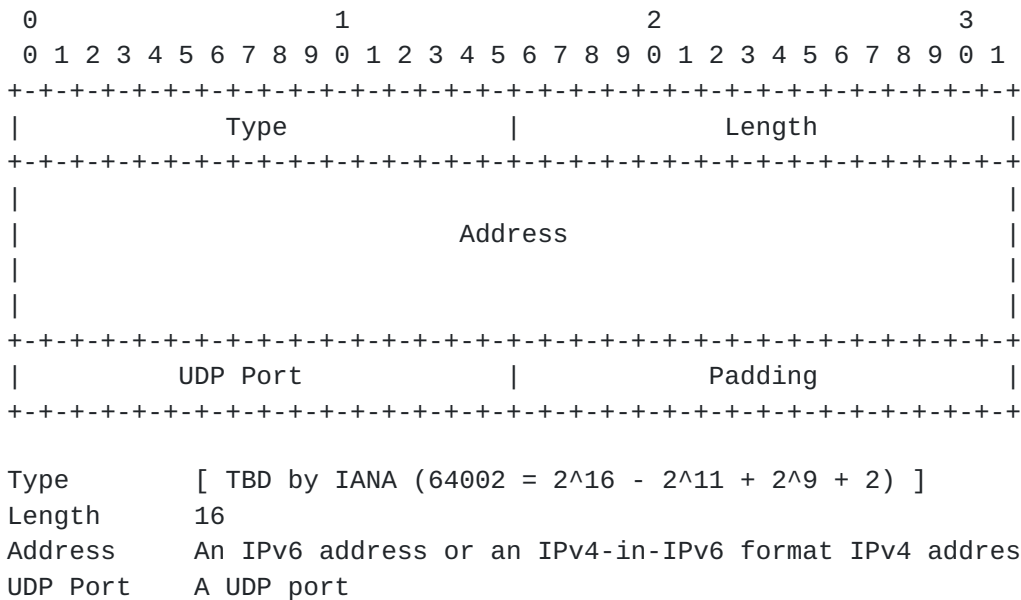 0                   1                   2                   3
 0 1 2 3 4 5 6 7 8 9 0 1 2 3 4 5 6 7 8 9 0 1 2 3 4 5 6 7 8 9 0 1
+-+-+-+-+-+-+-+-+-+-+-+-+-+-+-+-+-+-+-+-+-+-+-+-+-+-+-+-+-+-+-+-+
|             Type              |             Length            |
+-+-+-+-+-+-+-+-+-+-+-+-+-+-+-+-+-+-+-+-+-+-+-+-+-+-+-+-+-+-+-+-+
|                                                               |
|                            Address                            |
|                                                               |
|                                                               |
+-+-+-+-+-+-+-+-+-+-+-+-+-+-+-+-+-+-+-+-+-+-+-+-+-+-+-+-+-+-+-+-+
|          UDP Port             |            Padding            |
+-+-+-+-+-+-+-+-+-+-+-+-+-+-+-+-+-+-+-+-+-+-+-+-+-+-+-+-+-+-+-+-+

Type        [ TBD by IANA (64002 = 2^16 - 2^11 + 2^9 + 2) ]
Length      16
Address     An IPv6 address or an IPv4-in-IPv6 format IPv4 addres
UDP Port    A UDP port